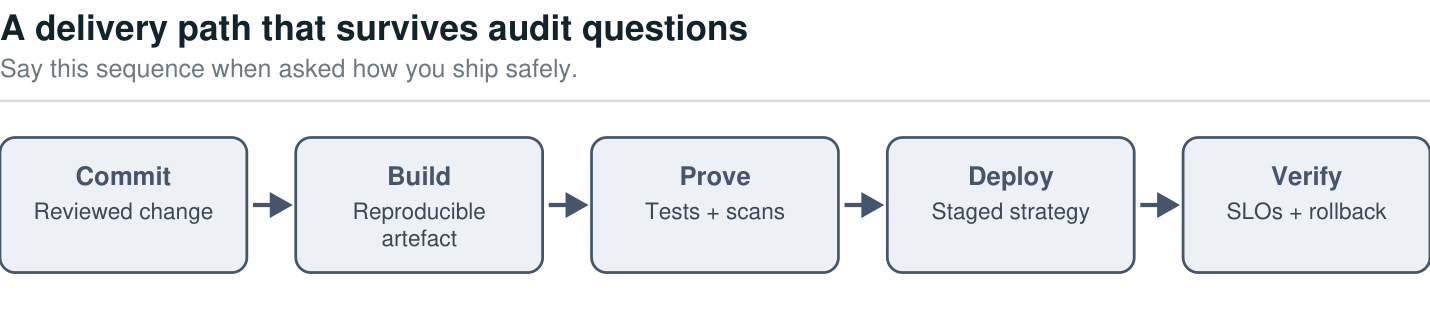 A delivery path that survives audit questions
Say this sequence when asked how you ship safely.
Commit
Reviewed change
Build
Reproducible
artefact
Prove
Tests + scans
Deploy
Staged strategy
Verify
SLOs + rollback